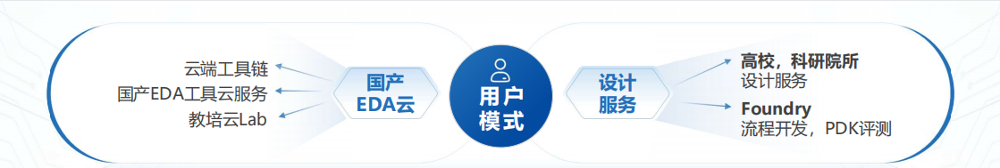 云端工具链
国产EDA工具云服务
教培云Lab
国产
EDA云
用户
模式
设计
服务
高校，科研院所
设计服务
Foundry
流程开发，PDK评测